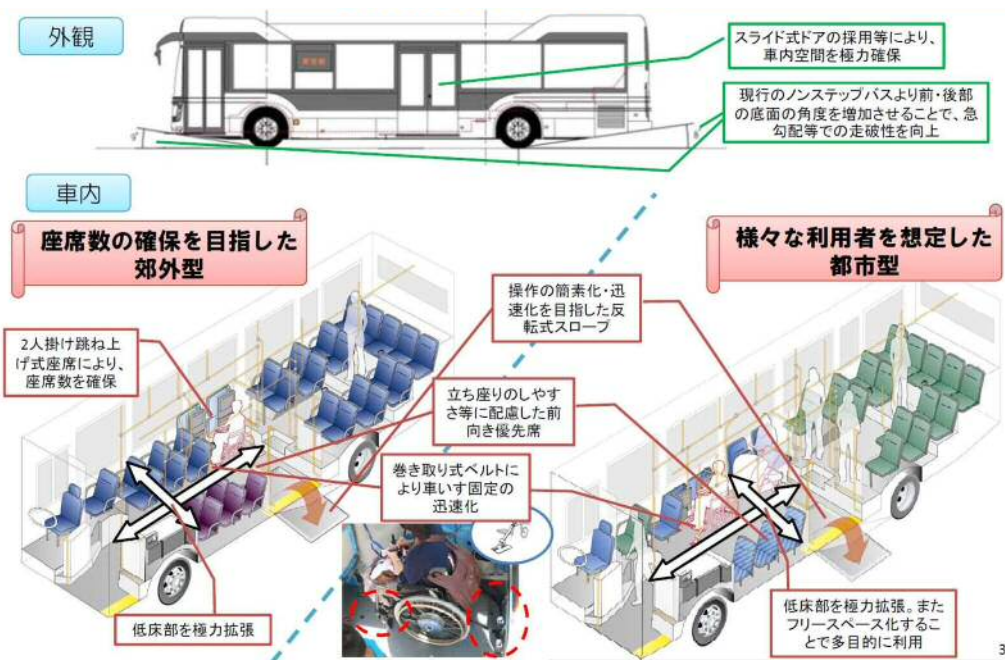 外観
スライド式ドアの採用等により、
車内空間を極力確保
現行のノンステップバスより前・後部
の底面の角度を増加させることで、急
勾配等での走破性を向上
車内
座席数の確保を目指した
郊外型
様々な利用者を想定した
都市型
操作の簡素化・迅
速化を目指した反
転式スロープ
2人掛け跳ね上
げ式座席により、
座席数を確保
立ち座りのしやす
さ等に配慮した前
向き優先席
巻き取り式ベルトに
より車いす固定の
迅速化
低床部を極力拡張
低床部を極力拡張。また
フリースペース化するこ
とで多目的に利用